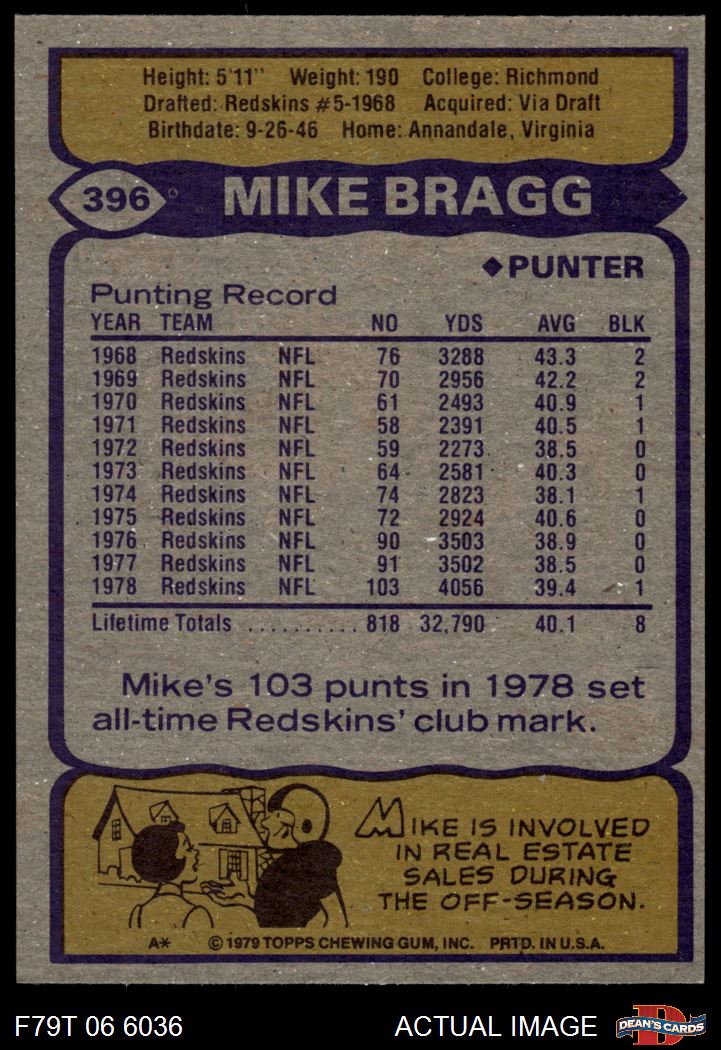 Height: 5'11" Weight: 190 College: Richmond
Drafted: Redskins #5-1968 Acquired: Via Draft
Birthdate: 9-26-46 Home: Annandale, Virginia
396 MIKE BRAGG
◆PUNTER
Punting Record
YEAR TEAM NO YDS AVG BLK
1968 Redskins NFL 76 3288 43.3 2
1969 Redskins NFL 70 2956 42.2 2
1970 Redskins NFL 61 2493 40.9 1
1971 Redskins NFL 58 2391 40.5 1
1972 Redskins NFL 59 2273 38.5 0
1973 Redskins NFL 64 2581 40.3 0
1974 Redskins NFL 74 2823 38.1 1
1975 Redskins NFL 72 2924 40.6 0
1976 Redskins NFL 90 3503 38.9 0
1977 Redskins NFL 91 3502 38.5 0
1978 Redskins NFL 103 4056 39.4 1
Lifetime Totals .......... 818 32,790 40.1 8
Mike's 103 punts in 1978 set
all-time Redskins' club mark.
MIKE IS INVOLVED
IN REAL ESTATE
SALES DURING
THE OFF-SEASON.
A* © 1979 TOPPS CHEWING GUM, INC. PRTD. IN U.S.A.
F79T 06 6036 ACTUAL IMAGE
D
DEAN'S CARDS